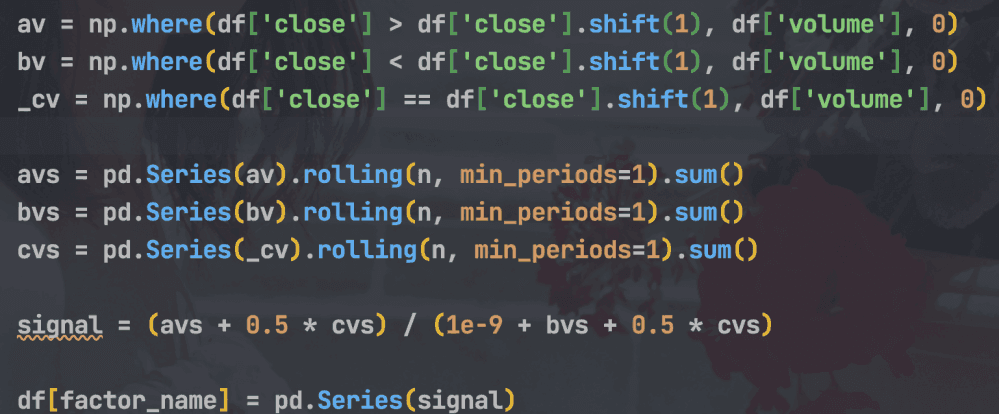 av = np.where(df['close'] > df['close'].shift(1), df['volume'], 0)
bv = np.where(df['close'] < df['close'].shift(1), df['volume'], 0)
_cv = np.where(df['close'] == df['close'].shift(1), df['volume'], 0)
avs = pd.Series(av).rolling(n, min_periods=1).sum()
bvs = pd.Series(bv).rolling(n, min_periods=1).sum()
cvs = pd.Series(_cv).rolling(n, min_periods=1).sum()
signal = (avs + 0.5 * cvs) / (1e-9 + bvs + 0.5 * cvs)
df[factor_name] = pd.Series(signal)